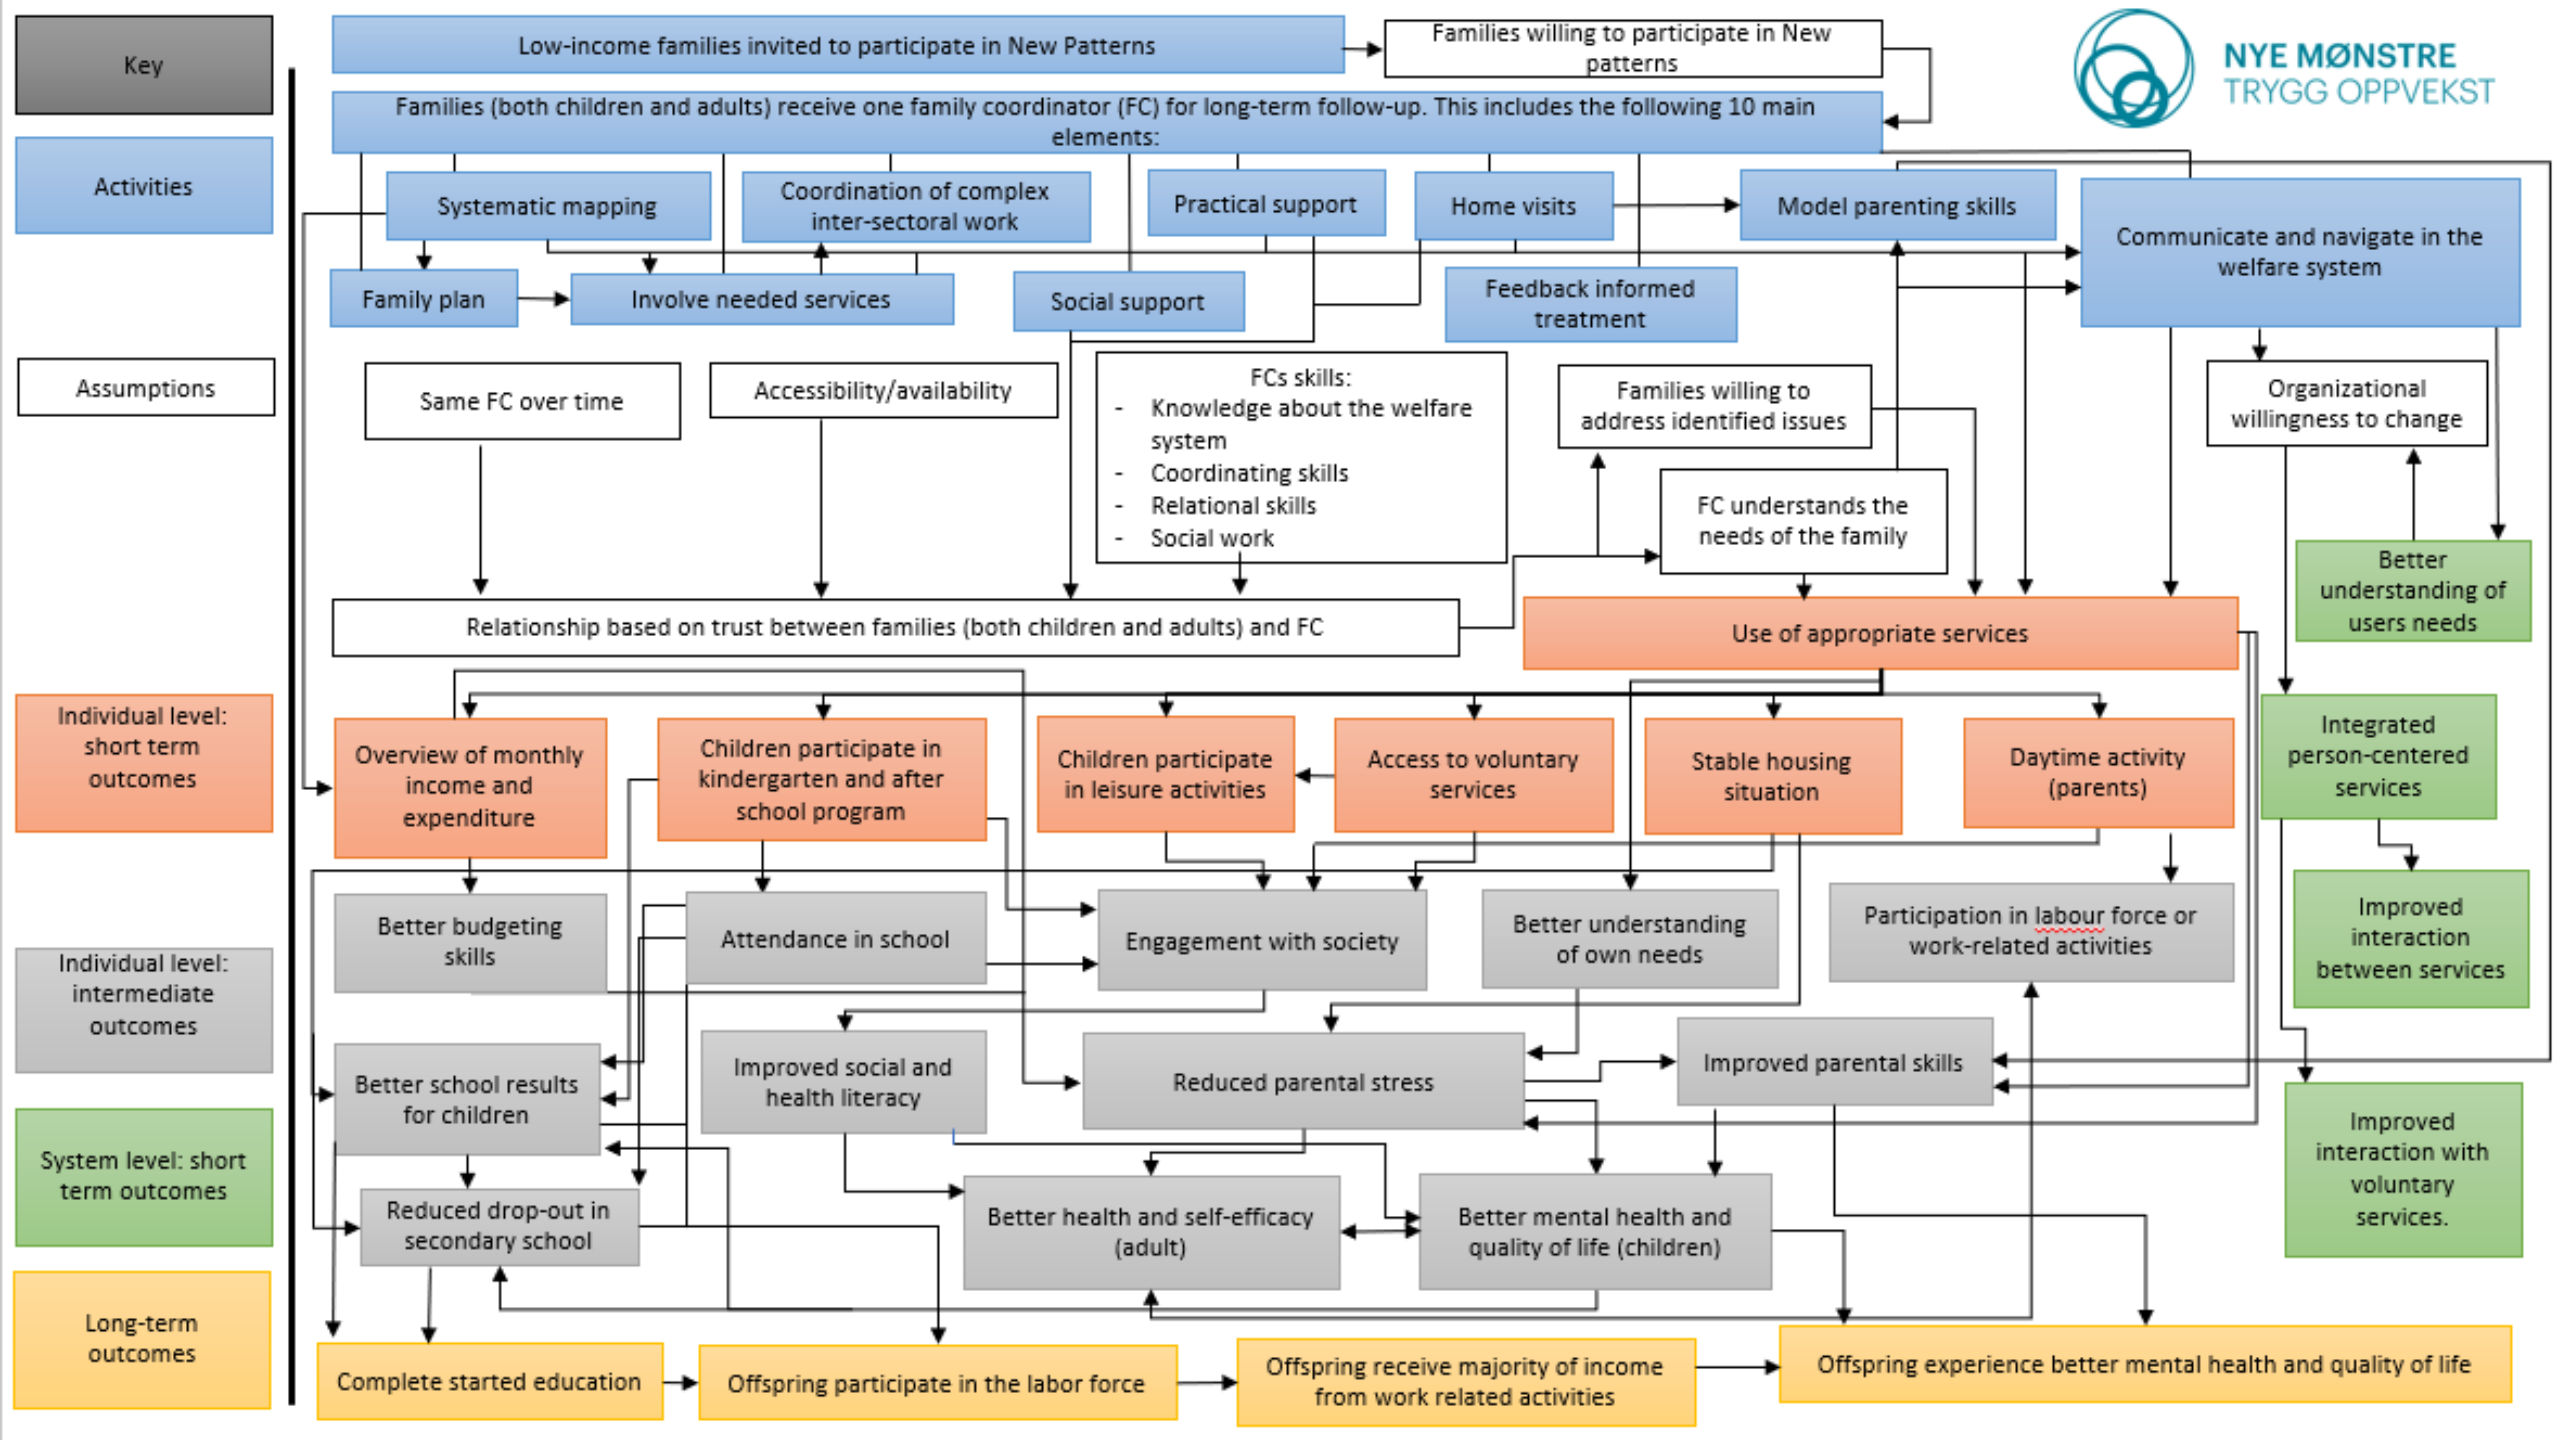 Key
Low-income families invited to participate in New Patterns
Families willing to participate in New
patterns
NYE MØNSTRE
TRYGG OPPVEKST
Families (both children and adults) receive one family coordinator (FC) for long-term follow-up. This includes the following 10 main
elements:
Activities
Systematic mapping
Coordination of complex
inter-sectoral work
Practical support
Home visits
Model parenting skills
Communicate and navigate in the
welfare system
Family plan
Involve needed services
Social support
Feedback informed
treatment
Assumptions
Same FC over time
Accessibility/availability
FCs skills:
- Knowledge about the welfare
system
- Coordinating skills
- Relational skills
- Social work
Families willing to
address identified issues
Organizational
willingness to change
FC understands the
needs of the family
Better
understanding of
users needs
Relationship based on trust between families (both children and adults) and FC
Use of appropriate services
Individual level:
short term
outcomes
Overview of monthly
income and
expenditure
Children participate in
kindergarten and after
school program
Children participate
in leisure activities
Access to voluntary
services
Stable housing
situation
Daytime activity
(parents)
Integrated
person-centered
services
Individual level:
intermediate
outcomes
Better budgeting
skills
Attendance in school
Engagement with society
Better understanding
of own needs
Participation in labour force or
work-related activities
Improved
interaction
between services
Better school results
for children
Improved social and
health literacy
Reduced parental stress
Improved parental skills
System level: short
term outcomes
Improved
interaction with
voluntary
services.
Reduced drop-out in
secondary school
Better health and self-efficacy
(adult)
Better mental health and
quality of life (children)
Long-term
outcomes
Complete started education
Offspring participate in the labor force
Offspring receive majority of income
from work related activities
Offspring experience better mental health and quality of life